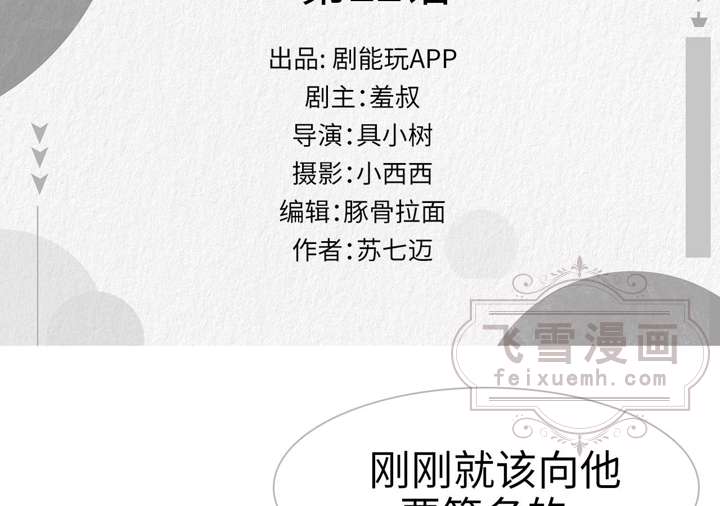 出品: 剧能玩APP
剧主:羞叔
导演:具小树
摄影:小西西
编辑:豚骨拉面
作者:苏七迈
飞雪漫画
feixuemh.com
刚刚就该向他